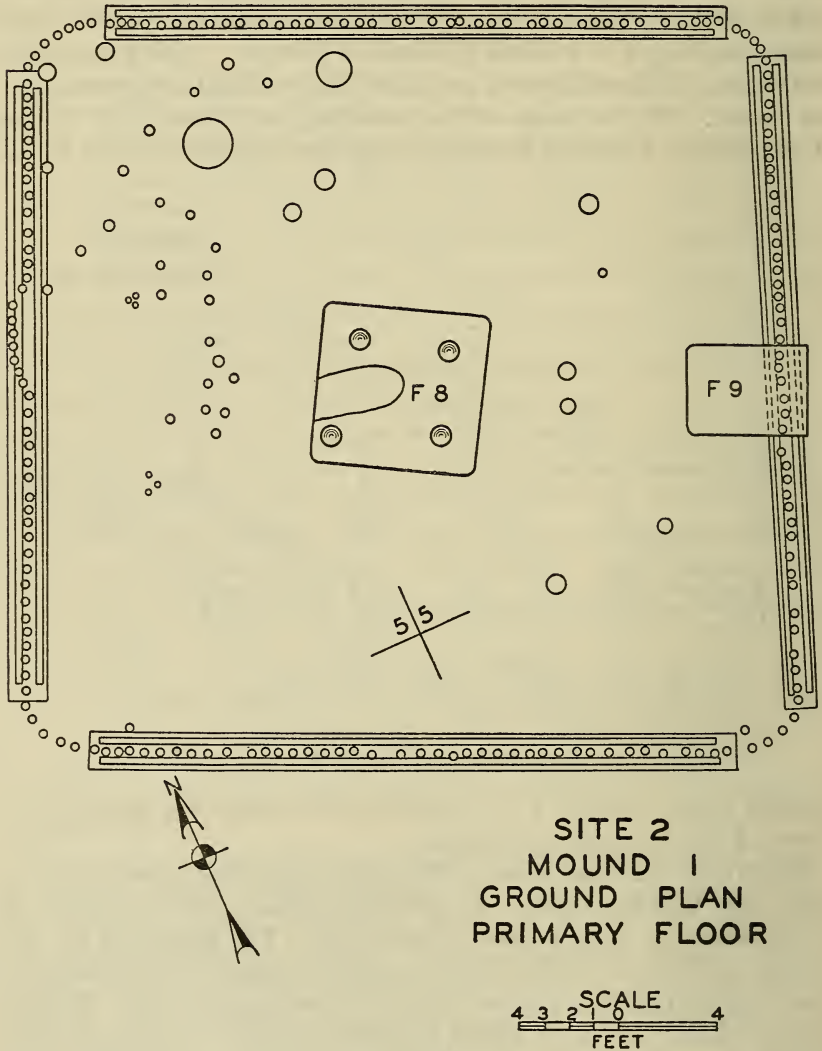 F 8
F 9
5 5
N
SITE 2
MOUND 1
GROUND PLAN
PRIMARY FLOOR
SCALE
4 3 2 1 0 4
FEET